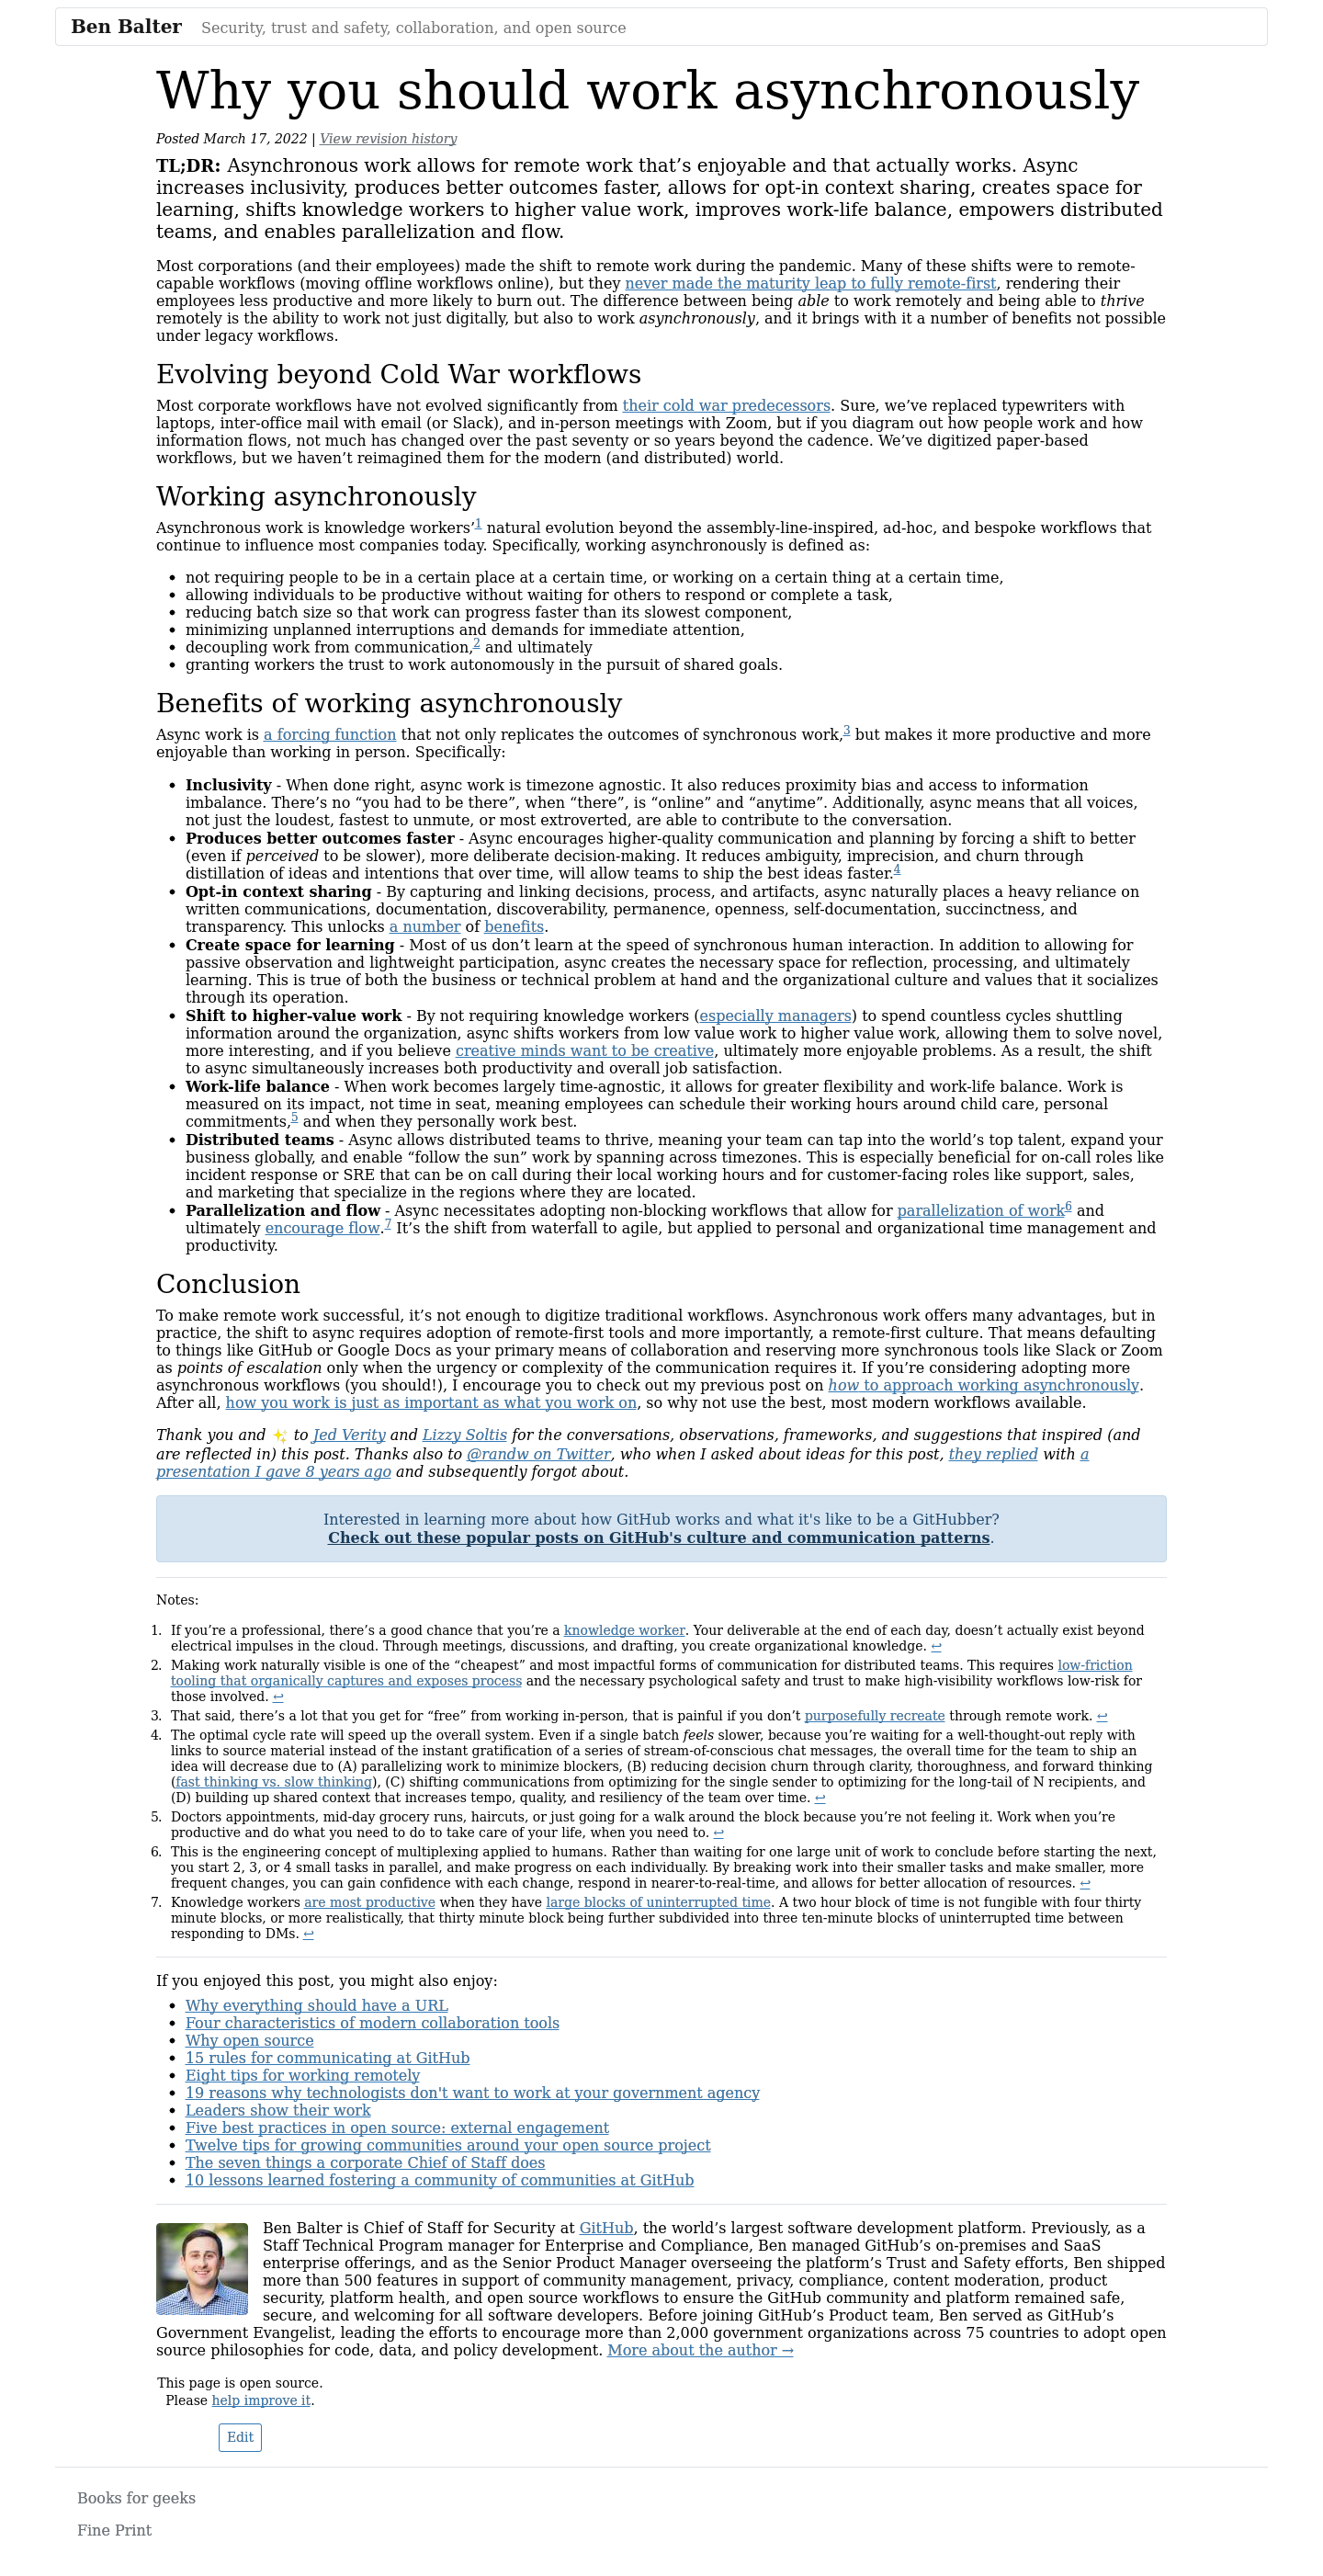 Ben Balter Security, trust and safety, collaboration, and open source
Why you should work asynchronously
Posted March 17, 2022 | View revision history
TL;DR: Asynchronous work allows for remote work that’s enjoyable and that actually works. Async
increases inclusivity, produces better outcomes faster, allows for opt-in context sharing, creates space for
learning, shifts knowledge workers to higher value work, improves work-life balance, empowers distributed
teams, and enables parallelization and flow.
Most corporations (and their employees) made the shift to remote work during the pandemic. Many of these shifts were to remote-
capable workflows (moving offline workflows online), but they never made the maturity leap to fully remote-first, rendering their
employees less productive and more likely to burn out. The difference between being able to work remotely and being able to thrive
remotely is the ability to work not just digitally, but also to work asynchronously, and it brings with it a number of benefits not possible
under legacy workflows.
Evolving beyond Cold War workflows
Most corporate workflows have not evolved significantly from their cold war predecessors. Sure, we’ve replaced typewriters with
laptops, inter-office mail with email (or Slack), and in-person meetings with Zoom, but if you diagram out how people work and how
information flows, not much has changed over the past seventy or so years beyond the cadence. We’ve digitized paper-based
workflows, but we haven’t reimagined them for the modern (and distributed) world.
Working asynchronously
Asynchronous work is knowledge workers’1 natural evolution beyond the assembly-line-inspired, ad-hoc, and bespoke workflows that
continue to influence most companies today. Specifically, working asynchronously is defined as:
• not requiring people to be in a certain place at a certain time, or working on a certain thing at a certain time,
• allowing individuals to be productive without waiting for others to respond or complete a task,
• reducing batch size so that work can progress faster than its slowest component,
• minimizing unplanned interruptions and demands for immediate attention,
• decoupling work from communication,2 and ultimately
• granting workers the trust to work autonomously in the pursuit of shared goals.
Benefits of working asynchronously
Async work is a forcing function that not only replicates the outcomes of synchronous work,3 but makes it more productive and more
enjoyable than working in person. Specifically:
• Inclusivity - When done right, async work is timezone agnostic. It also reduces proximity bias and access to information
imbalance. There’s no “you had to be there”, when “there”, is “online” and “anytime”. Additionally, async means that all voices,
not just the loudest, fastest to unmute, or most extroverted, are able to contribute to the conversation.
• Produces better outcomes faster - Async encourages higher-quality communication and planning by forcing a shift to better
(even if perceived to be slower), more deliberate decision-making. It reduces ambiguity, imprecision, and churn through
distillation of ideas and intentions that over time, will allow teams to ship the best ideas faster.4
• Opt-in context sharing - By capturing and linking decisions, process, and artifacts, async naturally places a heavy reliance on
written communications, documentation, discoverability, permanence, openness, self-documentation, succinctness, and
transparency. This unlocks a number of benefits.
• Create space for learning - Most of us don’t learn at the speed of synchronous human interaction. In addition to allowing for
passive observation and lightweight participation, async creates the necessary space for reflection, processing, and ultimately
learning. This is true of both the business or technical problem at hand and the organizational culture and values that it socializes
through its operation.
• Shift to higher-value work - By not requiring knowledge workers (especially managers) to spend countless cycles shuttling
information around the organization, async shifts workers from low value work to higher value work, allowing them to solve novel,
more interesting, and if you believe creative minds want to be creative, ultimately more enjoyable problems. As a result, the shift
to async simultaneously increases both productivity and overall job satisfaction.
• Work-life balance - When work becomes largely time-agnostic, it allows for greater flexibility and work-life balance. Work is
measured on its impact, not time in seat, meaning employees can schedule their working hours around child care, personal
commitments,5 and when they personally work best.
• Distributed teams - Async allows distributed teams to thrive, meaning your team can tap into the world’s top talent, expand your
business globally, and enable “follow the sun” work by spanning across timezones. This is especially beneficial for on-call roles like
incident response or SRE that can be on call during their local working hours and for customer-facing roles like support, sales,
and marketing that specialize in the regions where they are located.
• Parallelization and flow - Async necessitates adopting non-blocking workflows that allow for parallelization of work6 and
ultimately encourage flow.7 It’s the shift from waterfall to agile, but applied to personal and organizational time management and
productivity.
Conclusion
To make remote work successful, it’s not enough to digitize traditional workflows. Asynchronous work offers many advantages, but in
practice, the shift to async requires adoption of remote-first tools and more importantly, a remote-first culture. That means defaulting
to things like GitHub or Google Docs as your primary means of collaboration and reserving more synchronous tools like Slack or Zoom
as points of escalation only when the urgency or complexity of the communication requires it. If you’re considering adopting more
asynchronous workflows (you should!), I encourage you to check out my previous post on how to approach working asynchronously.
After all, how you work is just as important as what you work on, so why not use the best, most modern workflows available.
Thank you and ✨ to Jed Verity and Lizzy Soltis for the conversations, observations, frameworks, and suggestions that inspired (and
are reflected in) this post. Thanks also to @randw on Twitter, who when I asked about ideas for this post, they replied with a
presentation I gave 8 years ago and subsequently forgot about.
Interested in learning more about how GitHub works and what it's like to be a GitHubber?
Check out these popular posts on GitHub's culture and communication patterns.
Notes:
1. If you’re a professional, there’s a good chance that you’re a knowledge worker. Your deliverable at the end of each day, doesn’t actually exist beyond
electrical impulses in the cloud. Through meetings, discussions, and drafting, you create organizational knowledge. ↩
2. Making work naturally visible is one of the “cheapest” and most impactful forms of communication for distributed teams. This requires low-friction
tooling that organically captures and exposes process and the necessary psychological safety and trust to make high-visibility workflows low-risk for
those involved. ↩
3. That said, there’s a lot that you get for “free” from working in-person, that is painful if you don’t purposefully recreate through remote work. ↩
4. The optimal cycle rate will speed up the overall system. Even if a single batch feels slower, because you’re waiting for a well-thought-out reply with
links to source material instead of the instant gratification of a series of stream-of-conscious chat messages, the overall time for the team to ship an
idea will decrease due to (A) parallelizing work to minimize blockers, (B) reducing decision churn through clarity, thoroughness, and forward thinking
(fast thinking vs. slow thinking), (C) shifting communications from optimizing for the single sender to optimizing for the long-tail of N recipients, and
(D) building up shared context that increases tempo, quality, and resiliency of the team over time. ↩
5. Doctors appointments, mid-day grocery runs, haircuts, or just going for a walk around the block because you’re not feeling it. Work when you’re
productive and do what you need to do to take care of your life, when you need to. ↩
6. This is the engineering concept of multiplexing applied to humans. Rather than waiting for one large unit of work to conclude before starting the next,
you start 2, 3, or 4 small tasks in parallel, and make progress on each individually. By breaking work into their smaller tasks and make smaller, more
frequent changes, you can gain confidence with each change, respond in nearer-to-real-time, and allows for better allocation of resources. ↩
7. Knowledge workers are most productive when they have large blocks of uninterrupted time. A two hour block of time is not fungible with four thirty
minute blocks, or more realistically, that thirty minute block being further subdivided into three ten-minute blocks of uninterrupted time between
responding to DMs. ↩
If you enjoyed this post, you might also enjoy:
• Why everything should have a URL
• Four characteristics of modern collaboration tools
• Why open source
• 15 rules for communicating at GitHub
• Eight tips for working remotely
• 19 reasons why technologists don't want to work at your government agency
• Leaders show their work
• Five best practices in open source: external engagement
• Twelve tips for growing communities around your open source project
• The seven things a corporate Chief of Staff does
• 10 lessons learned fostering a community of communities at GitHub
Ben Balter is Chief of Staff for Security at GitHub, the world’s largest software development platform. Previously, as a
Staff Technical Program manager for Enterprise and Compliance, Ben managed GitHub’s on-premises and SaaS
enterprise offerings, and as the Senior Product Manager overseeing the platform’s Trust and Safety efforts, Ben shipped
more than 500 features in support of community management, privacy, compliance, content moderation, product
security, platform health, and open source workflows to ensure the GitHub community and platform remained safe,
secure, and welcoming for all software developers. Before joining GitHub’s Product team, Ben served as GitHub’s
Government Evangelist, leading the efforts to encourage more than 2,000 government organizations across 75 countries to adopt open
source philosophies for code, data, and policy development. More about the author →
This page is open source.
Please help improve it.
Edit
Books for geeks
Fine Print